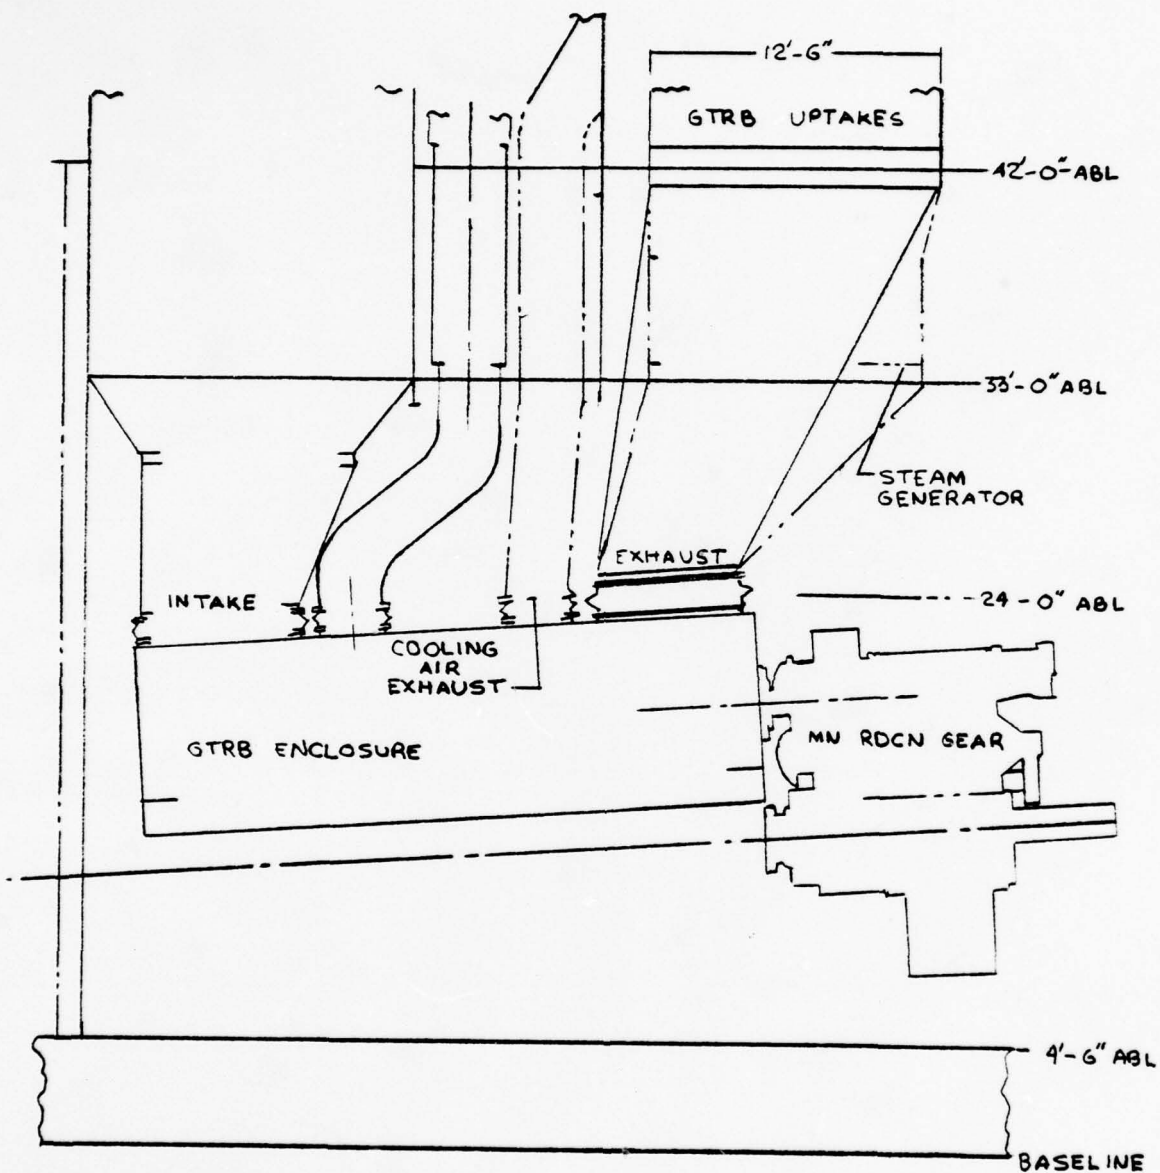 12'-6"
GTRB UPTAKES
42'-0" ABL
33'-0" ABL
STEAM
GENERATOR
EXHAUST
INTAKE
24-0" ABL
COOLING
AIR
EXHAUST
GTRB ENCLOSURE
MN RDCN GEAR
4'-6" ABL
BASELINE